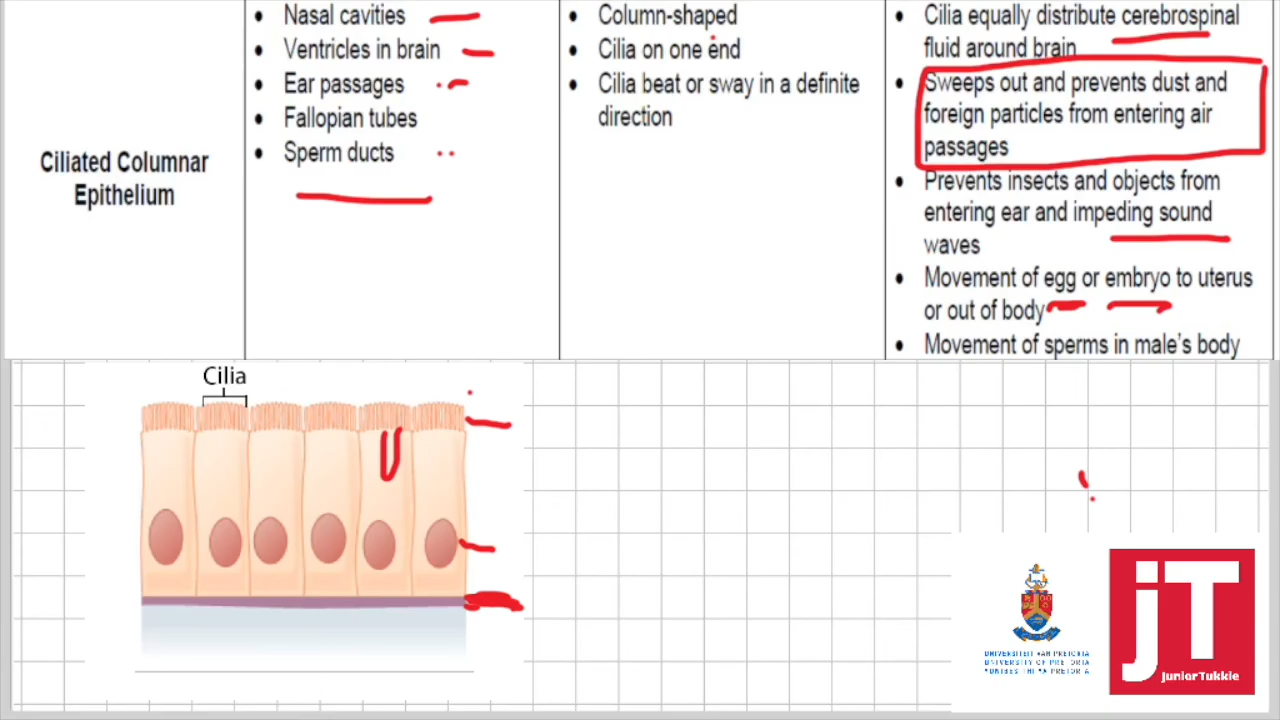 Ciliated Columnar
Epithelium
• Nasal cavities
• Ventricles in brain
• Ear passages
• Fallopian tubes
• Sperm ducts
• Column-shaped
• Cilia on one end
• Cilia beat or sway in a definite
direction
• Cilia equally distribute cerebrospinal
fluid around brain
• Sweeps out and prevents dust and
foreign particles from entering air
passages
• Prevents insects and objects from
entering ear and impeding sound
waves
• Movement of egg or embryo to uterus
or out of body
• Movement of sperms in male's body
Cilia
UNIVERSITEIT VAN PRETORIA
UNIVERSITY OF PRETORIA
YUNIBESITHI YA PRETORIA
jT
JuniorTukkie